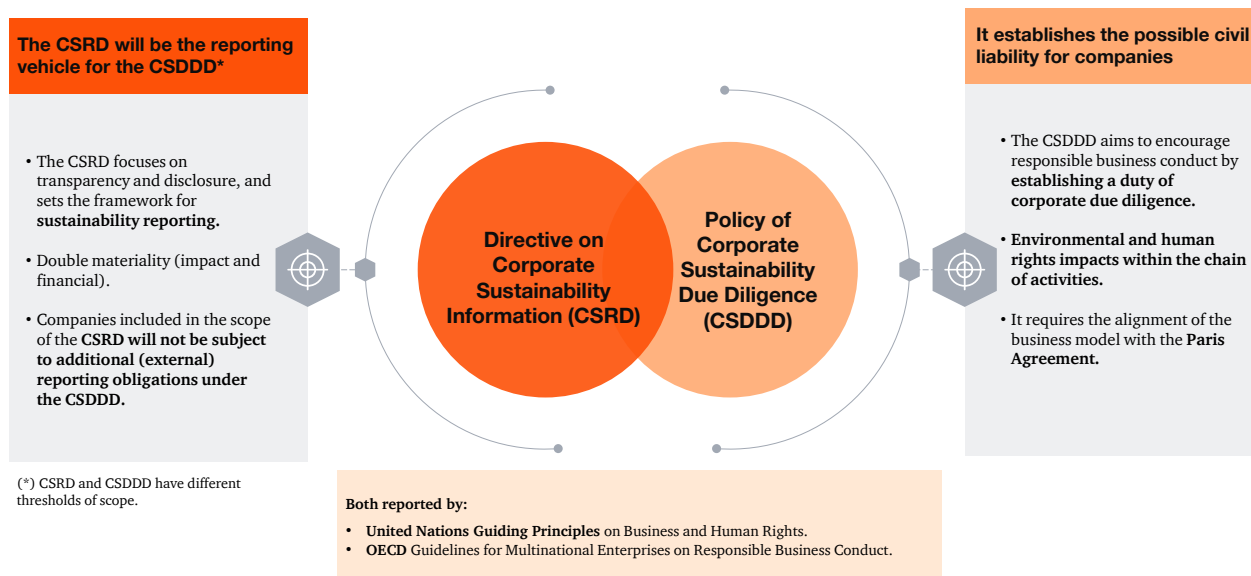 The CSRD will be the reporting
vehicle for the CSDDD*
• The CSRD focuses on
transparency and disclosure, and
sets the framework for
sustainability reporting.
• Double materiality (impact and
financial).
• Companies included in the scope
of the CSRD will not be subject
to additional (external)
reporting obligations under
the CSDDD.
(*) CSRD and CSDDD have different
thresholds of scope.
Directive on
Corporate
Sustainability
Information (CSRD)
Policy of
Corporate
Sustainability
Due Diligence
(CSDDD)
It establishes the possible civil
liability for companies
• The CSDDD aims to encourage
responsible business conduct by
establishing a duty of
corporate due diligence.
• Environmental and human
rights impacts within the chain
of activities.
• It requires the alignment of the
business model with the Paris
Agreement.
Both reported by:
• United Nations Guiding Principles on Business and Human Rights.
• OECD Guidelines for Multinational Enterprises on Responsible Business Conduct.